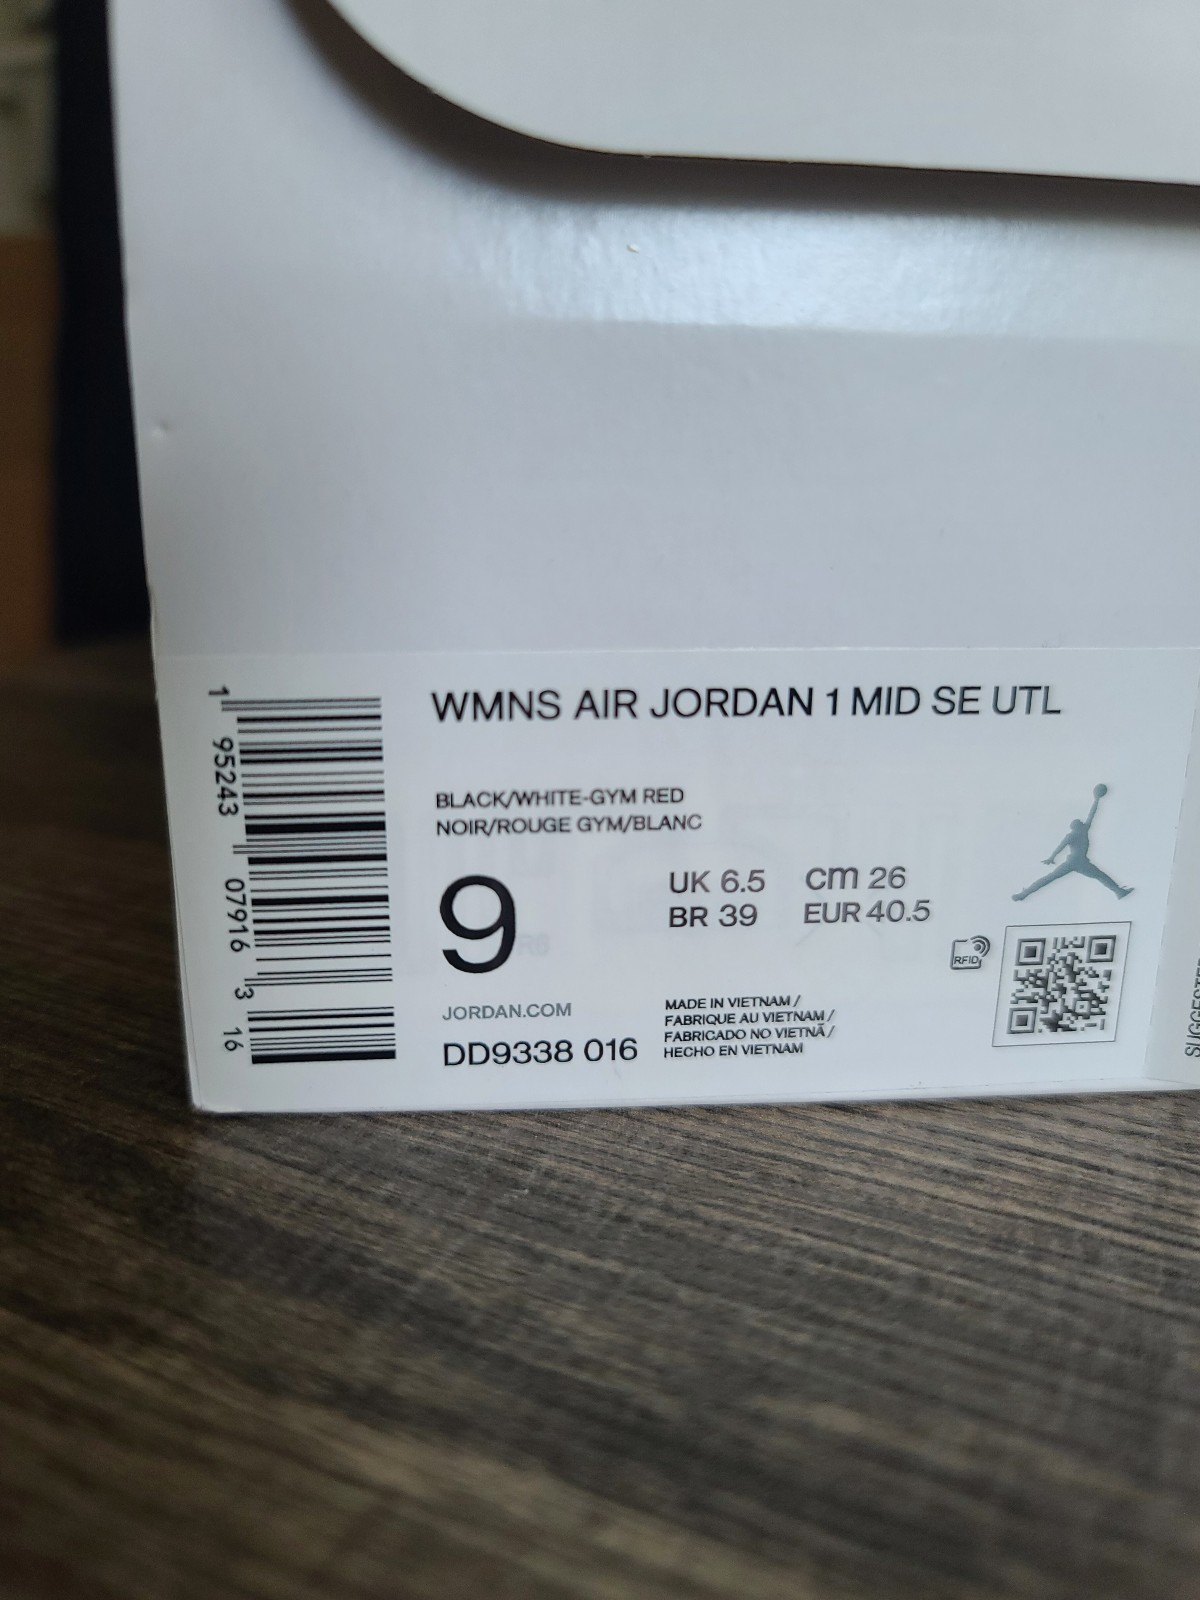 WMNS AIR JORDAN 1 MID SE UTL
BLACK/WHITE-GYM RED
NOIR/ROUGE GYM/BLANC
9
UK 6.5 cm 26
BR 39 EUR 40.5
RFID
JORDAN.COM
DD9338 016
MADE IN VIETNAM /
FABRIQUE AU VIETNAM /
FABRICADO NO VIETNÃ /
HECHO EN VIETNAM
1 95243 07916 3 16